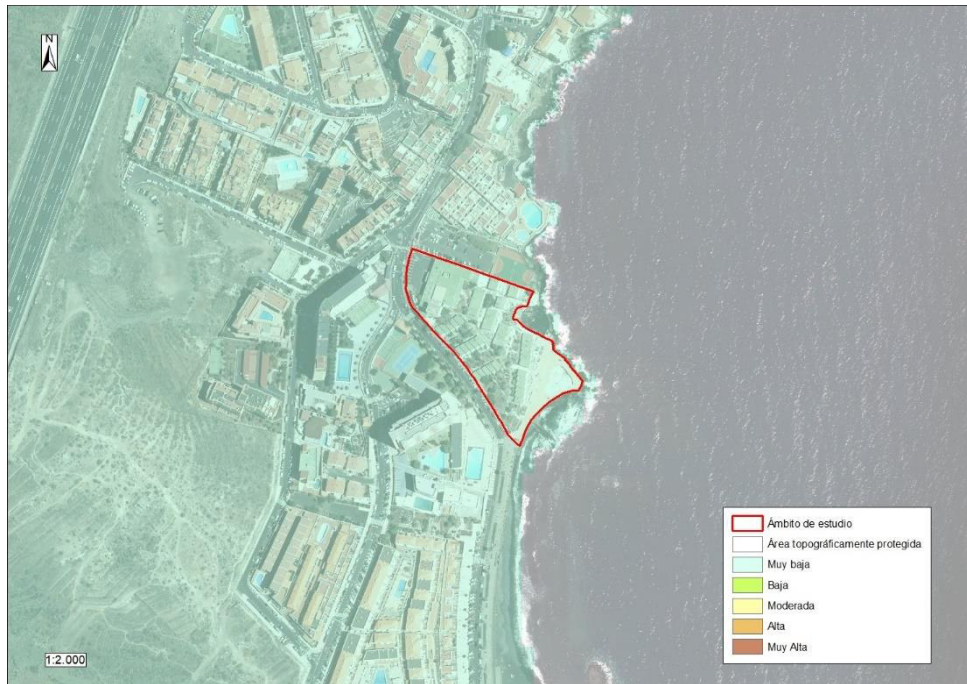 N
Ámbito de estudio
Área topográficamente protegida
Muy baja
Baja
Moderada
Alta
Muy Alta
1:2.000